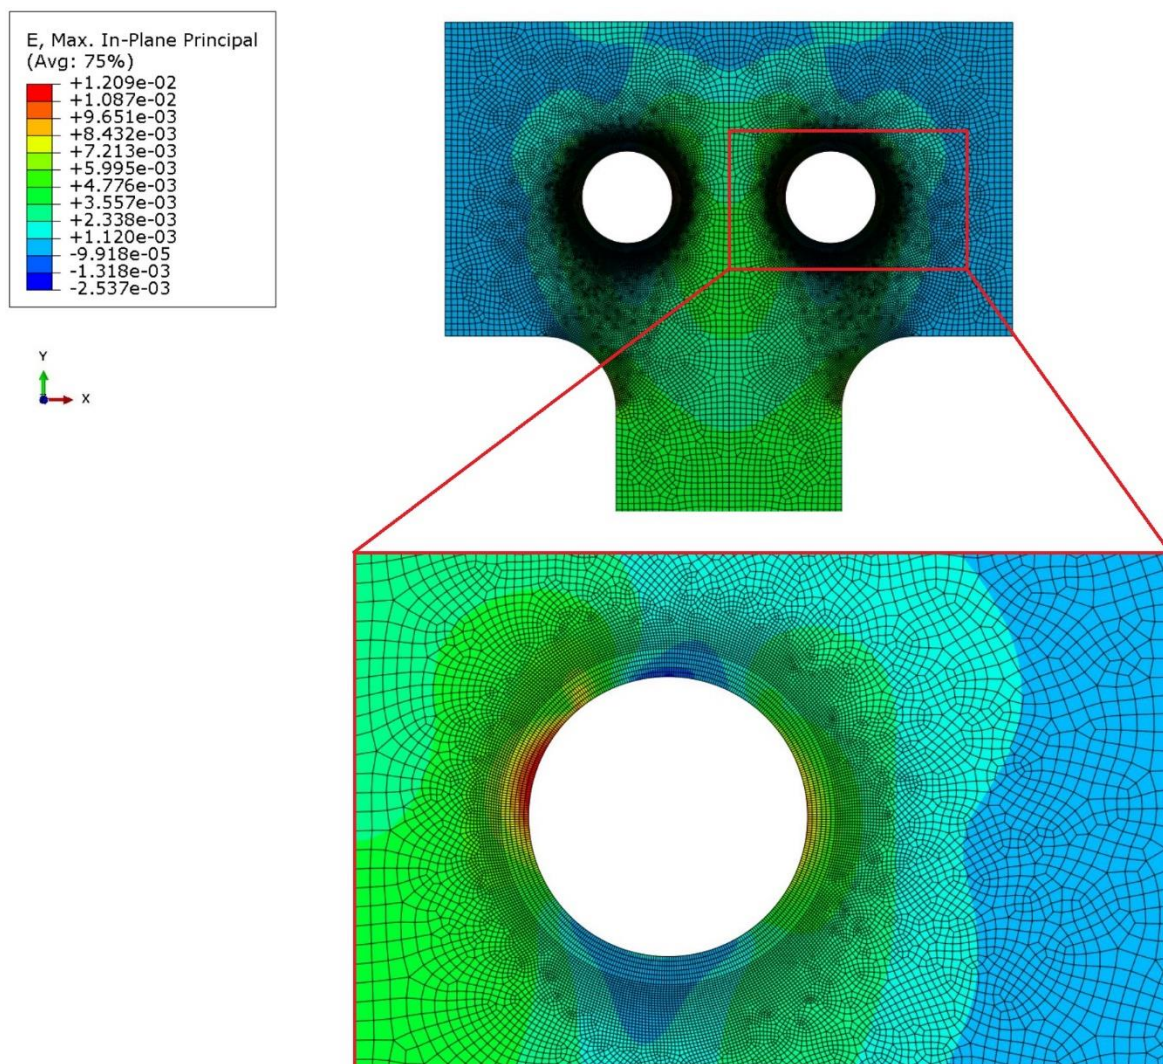 E, Max. In-Plane Principal
(Avg: 75%)
+1.209e-02
+1.087e-02
+9.651e-03
+8.432e-03
+7.213e-03
+5.995e-03
+4.776e-03
+3.557e-03
+2.338e-03
+1.120e-03
-9.918e-05
-1.318e-03
-2.537e-03
Y
X